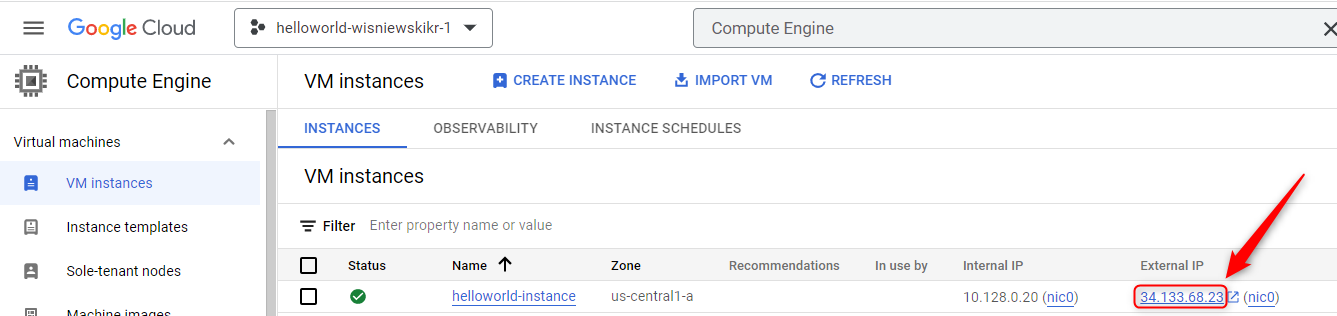 Google Cloud helloworld-wisniewskikr-1 Compute Engine
Compute Engine VM instances CREATE INSTANCE IMPORT VM REFRESH
INSTANCES OBSERVABILITY INSTANCE SCHEDULES
Virtual machines
VM instances VM instances
Instance templates Filter Enter property name or value
Sole-tenant nodes Status Name Zone Recommendations In use by Internal IP External IP
helloworld-instance us-central1-a 10.128.0.20 (nic0) 34.133.68.23 (nic0)
Machine images